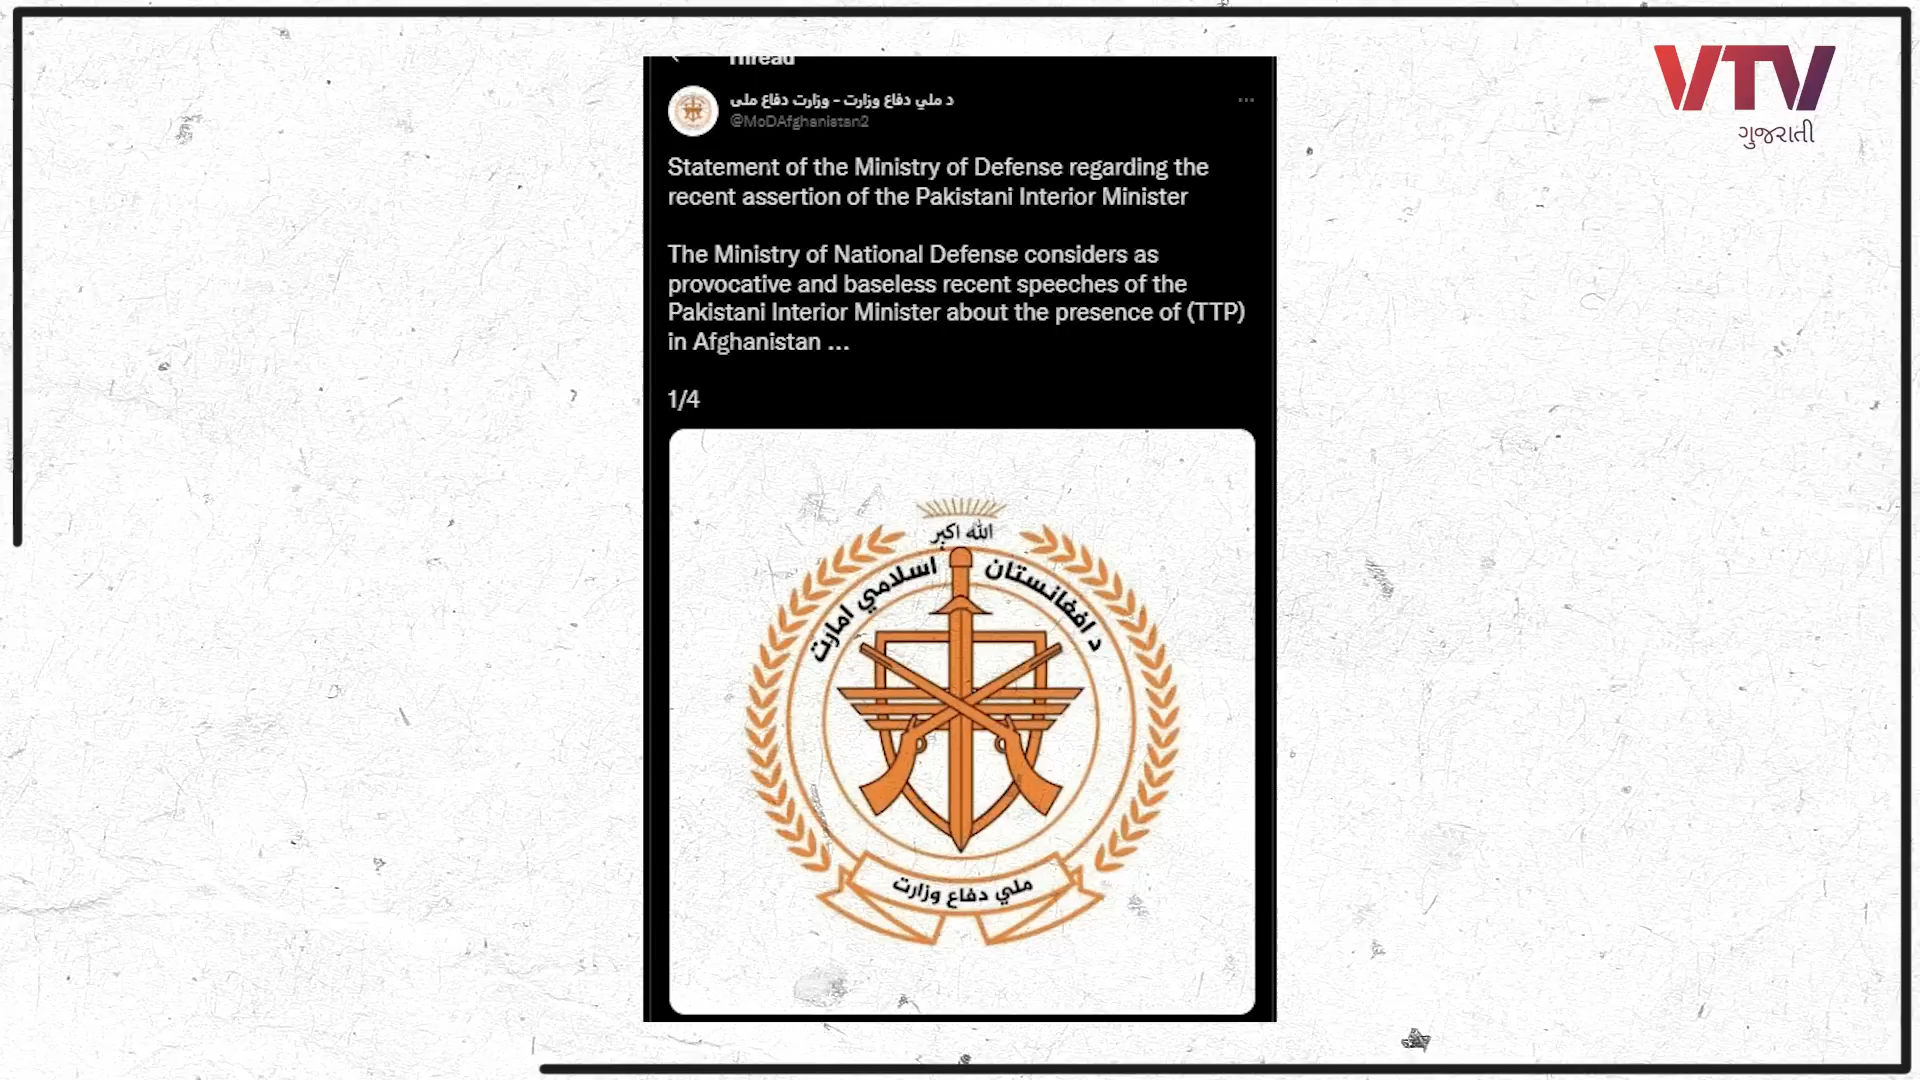 VTV
ગુજરાતી
Thread
د ملي دفاع وزارت - وزارت دفاع ملی
@MoDAfghanistan2
Statement of the Ministry of Defense regarding the
recent assertion of the Pakistani Interior Minister
The Ministry of National Defense considers as
provocative and baseless recent speeches of the
Pakistani Interior Minister about the presence of (TTP)
in Afghanistan ...
1/4
الله اکبر
د افغانستان اسلامي امارت
ملي دفاع وزارت